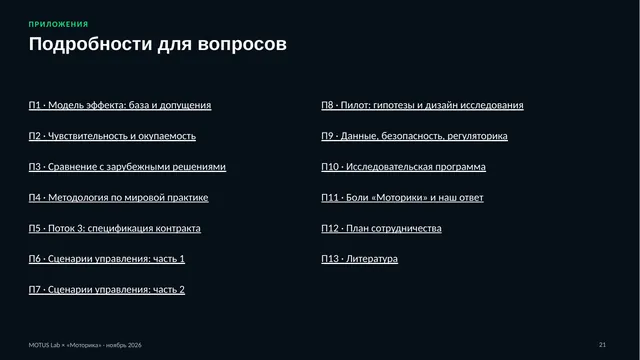 ПРИЛОЖЕНИЯ
Подробности для вопросов
П1 · Модель эффекта: база и допущения
П2 · Чувствительность и окупаемость
П3 · Сравнение с зарубежными решениями
П4 · Методология по мировой практике
П5 · Поток 3: спецификация контракта
П6 · Сценарии управления: часть 1
П7 · Сценарии управления: часть 2
П8 · Пилот: гипотезы и дизайн исследования
П9 · Данные, безопасность, регуляторика
П10 · Исследовательская программа
П11 · Боли «Моторики» и наш ответ
П12 · План сотрудничества
П13 · Литература
MOTUS Lab × «Моторика» · ноябрь 2026
21